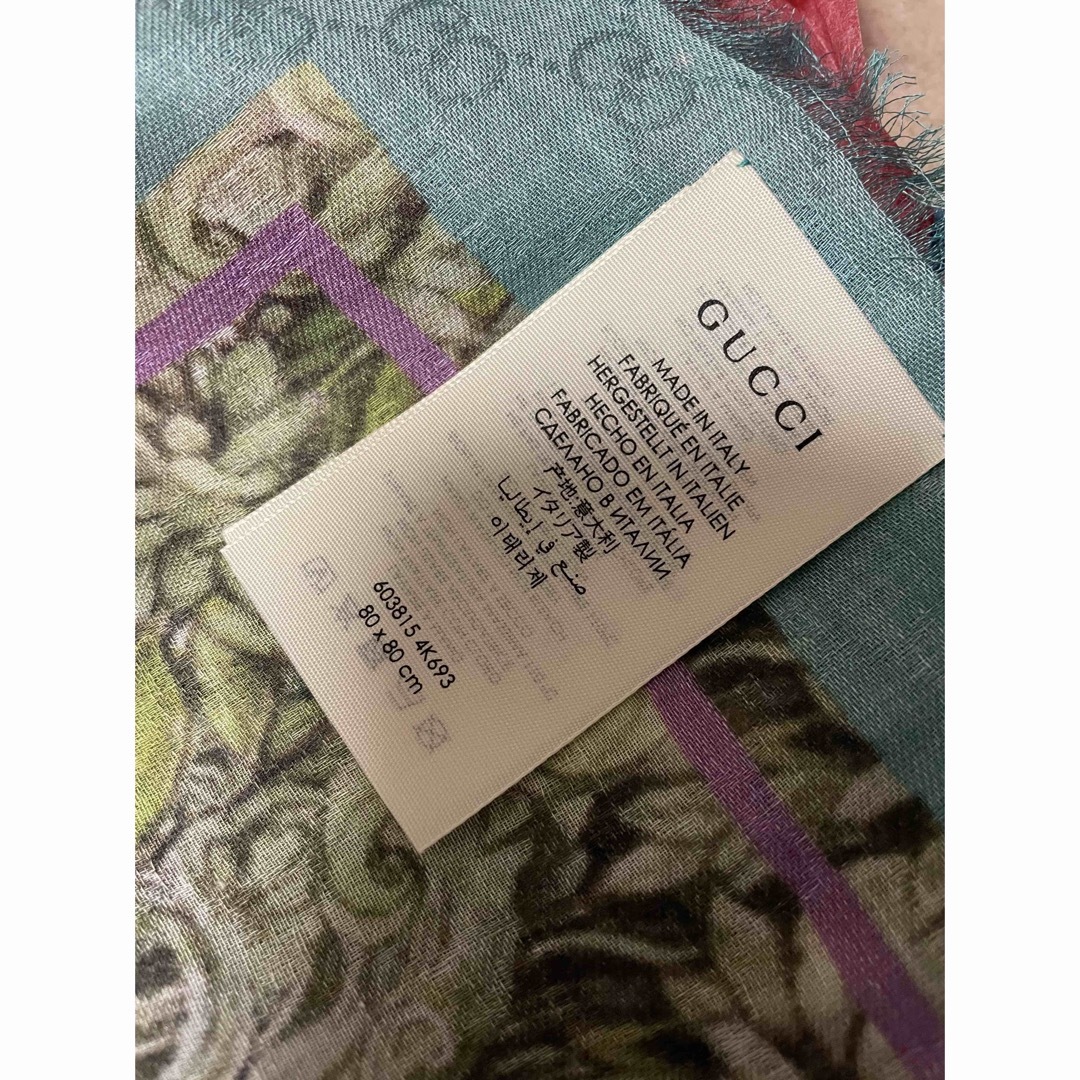 GUCCI
MADE IN ITALY
FABRIQUÉ EN ITALIE
HERGESTELLT IN ITALIEN
HECHO EN ITALIA
FABRICADO EM ITALIA
СДЕЛАНО В ИТАЛИИ
产地:意大利
イタリア製
صنع في إيطاليا
이태리제
603815 4K693
80 x 80 cm